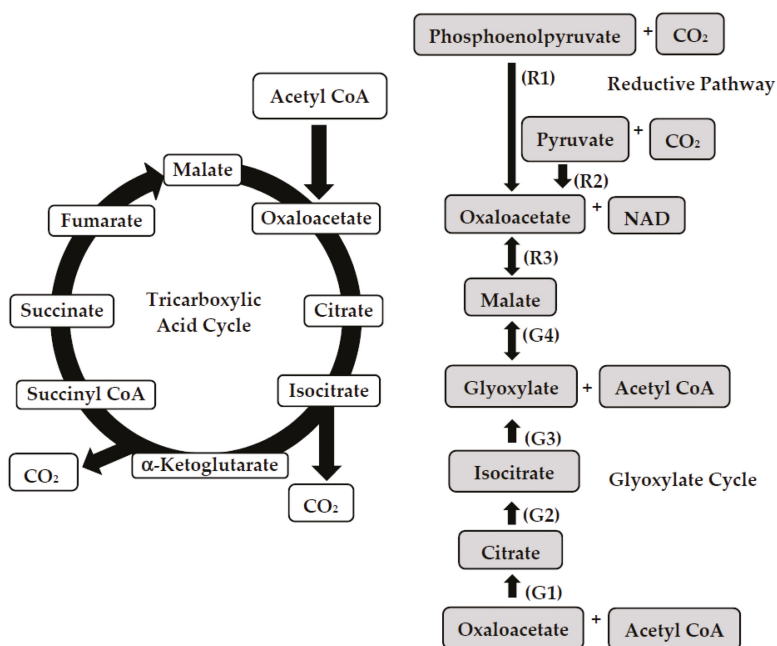 Acetyl CoA
Malate
Oxaloacetate
Fumarate
Tricarboxylic
Acid Cycle
Succinate
Citrate
Succinyl CoA
Isocitrate
α-Ketoglutarate
CO₂
CO₂
Phosphoenolpyruvate + CO₂
(R1)
Reductive Pathway
Pyruvate + CO₂
(R2)
Oxaloacetate + NAD
(R3)
Malate
(G4)
Glyoxylate + Acetyl CoA
(G3)
Isocitrate
Glyoxylate Cycle
(G2)
Citrate
(G1)
Oxaloacetate + Acetyl CoA